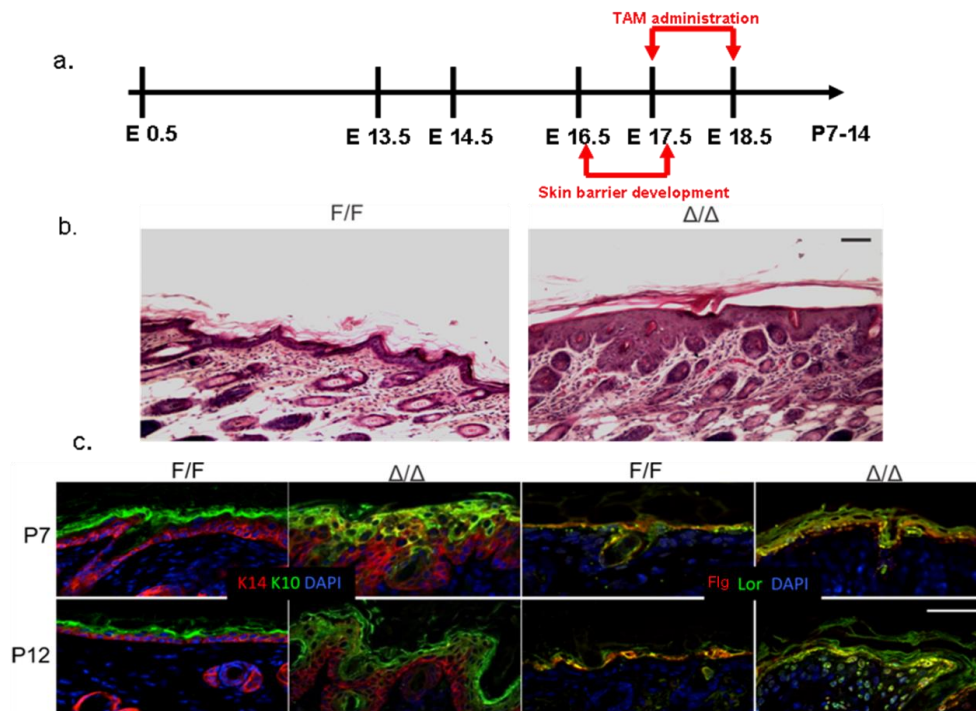 TAM administration
a.
E 0.5
E 13.5
E 14.5
E 16.5
E 17.5
E 18.5
P7-14
Skin barrier development
b.
F/F
Δ/Δ
c.
F/F
Δ/Δ
F/F
Δ/Δ
P7
K14 K10 DAPI
Flg Lor DAPI
P12